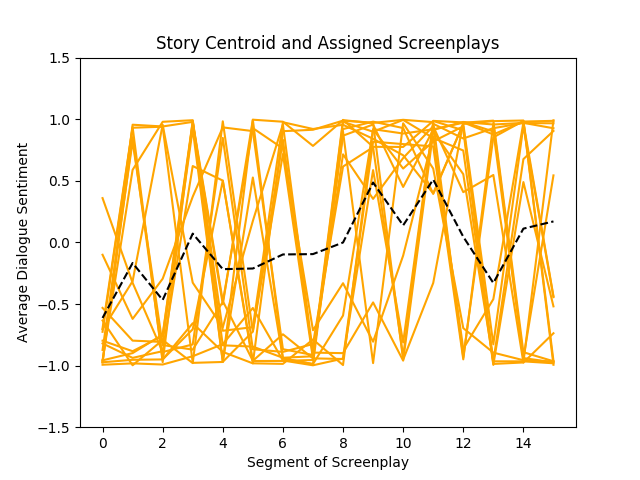 Story Centroid and Assigned Screenplays
1.5
1.0
0.5
0.0
−0.5
−1.0
−1.5
Average Dialogue Sentiment
0 2 4 6 8 10 12 14
Segment of Screenplay